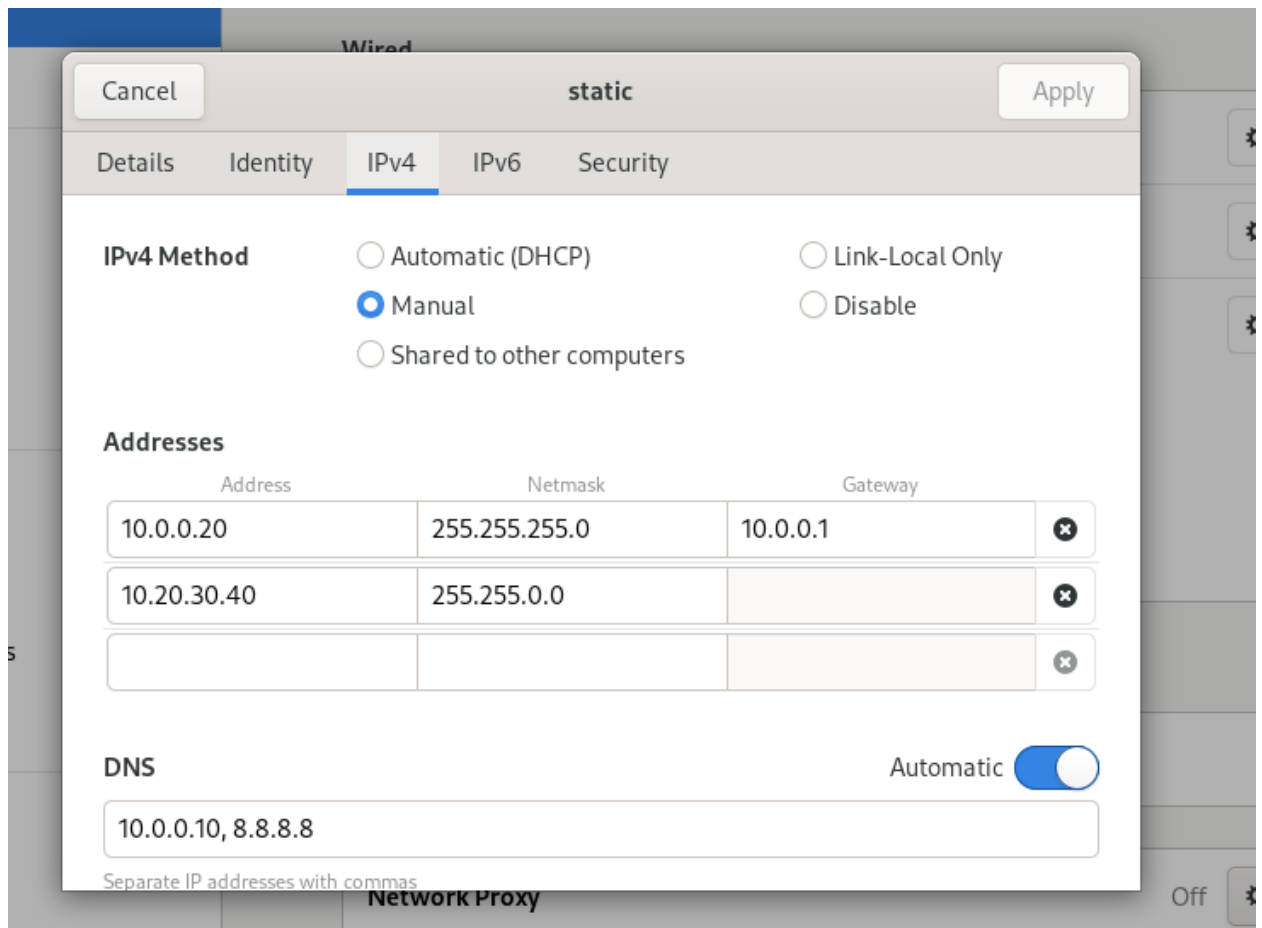 Wired
Cancel static Apply
Details Identity IPv4 IPv6 Security
IPv4 Method Automatic (DHCP) Link-Local Only
Manual Disable
Shared to other computers
Addresses
Address Netmask Gateway
10.0.0.20 255.255.255.0 10.0.0.1
10.20.30.40 255.255.0.0
s
DNS Automatic
10.0.0.10, 8.8.8.8
Separate IP addresses with commas
Network Proxy Off